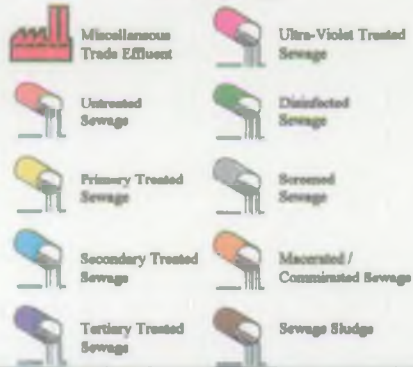 Miscellaneous
Trade Effluent
Untreated
Sewage
Primary Treated
Sewage
Secondary Treated
Sewage
Tertiary Treated
Sewage
Ultra-Violet Treated
Sewage
Disinfected
Sewage
Screened
Sewage
Macerated /
Comminuted Sewage
Sewage Sludge